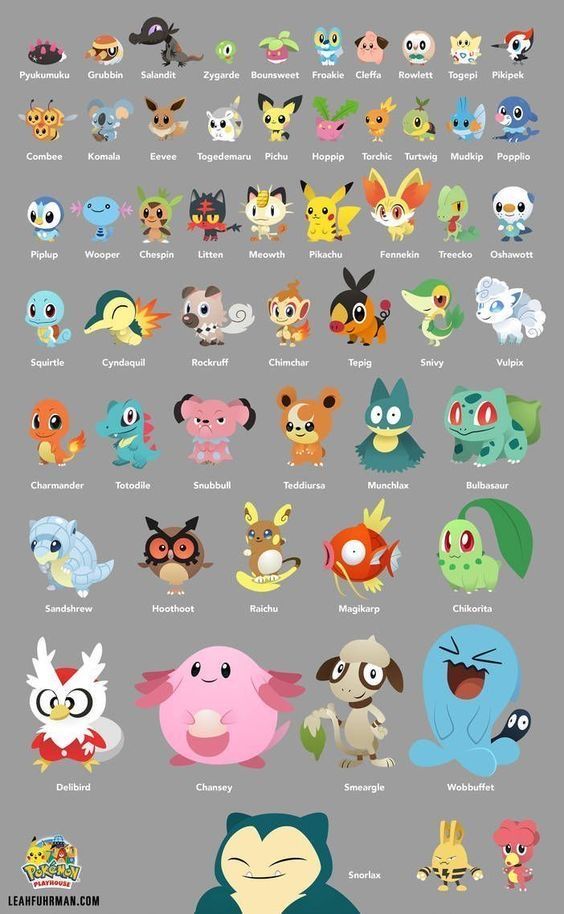 Pyukumuku Grubbin Salandit Zygarde Bounsweet Froakie Cleffa Rowlett Togepi Pikipek
Combee Komala Eevee Togedemaru Pichu Hoppip Torchic Turtwig Mudkip Popplio
Piplup Wooper Chespin Litten Meowth Pikachu Fennekin Treecko Oshawott
Squirtle Cyndaquil Rockruff Chimchar Tepig Snivy Vulpix
Charmander Totodile Snubbull Teddiursa Munchlax Bulbasaur
Sandshrew Hoothoot Raichu Magikarp Chikorita
Delibird Chansey Smeargle Wobbuffet
Snorlax
Pokémon
PLAYHOUSE
LEAHFUHRMAN.COM